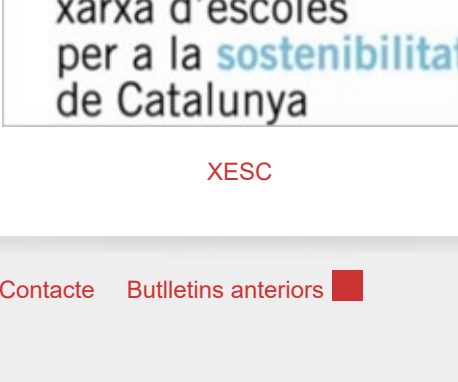 xarxa d'escoles
per a la sostenibilitat
de Catalunya
XESC
Contacte Butlletins anteriors